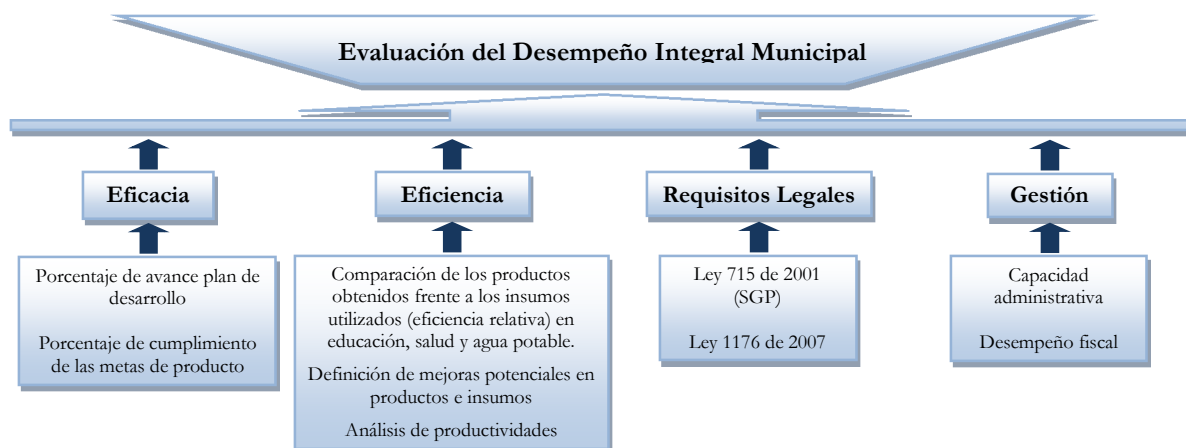 Evaluación del Desempeño Integral Municipal
Eficacia
Eficiencia
Requisitos Legales
Gestión
Porcentaje de avance plan de
desarrollo
Porcentaje de cumplimiento
de las metas de producto
Comparación de los productos
obtenidos frente a los insumos
utilizados (eficiencia relativa) en
educación, salud y agua potable.
Definición de mejoras potenciales en
productos e insumos
Análisis de productividades
Ley 715 de 2001
(SGP)
Ley 1176 de 2007
Capacidad
administrativa
Desempeño fiscal